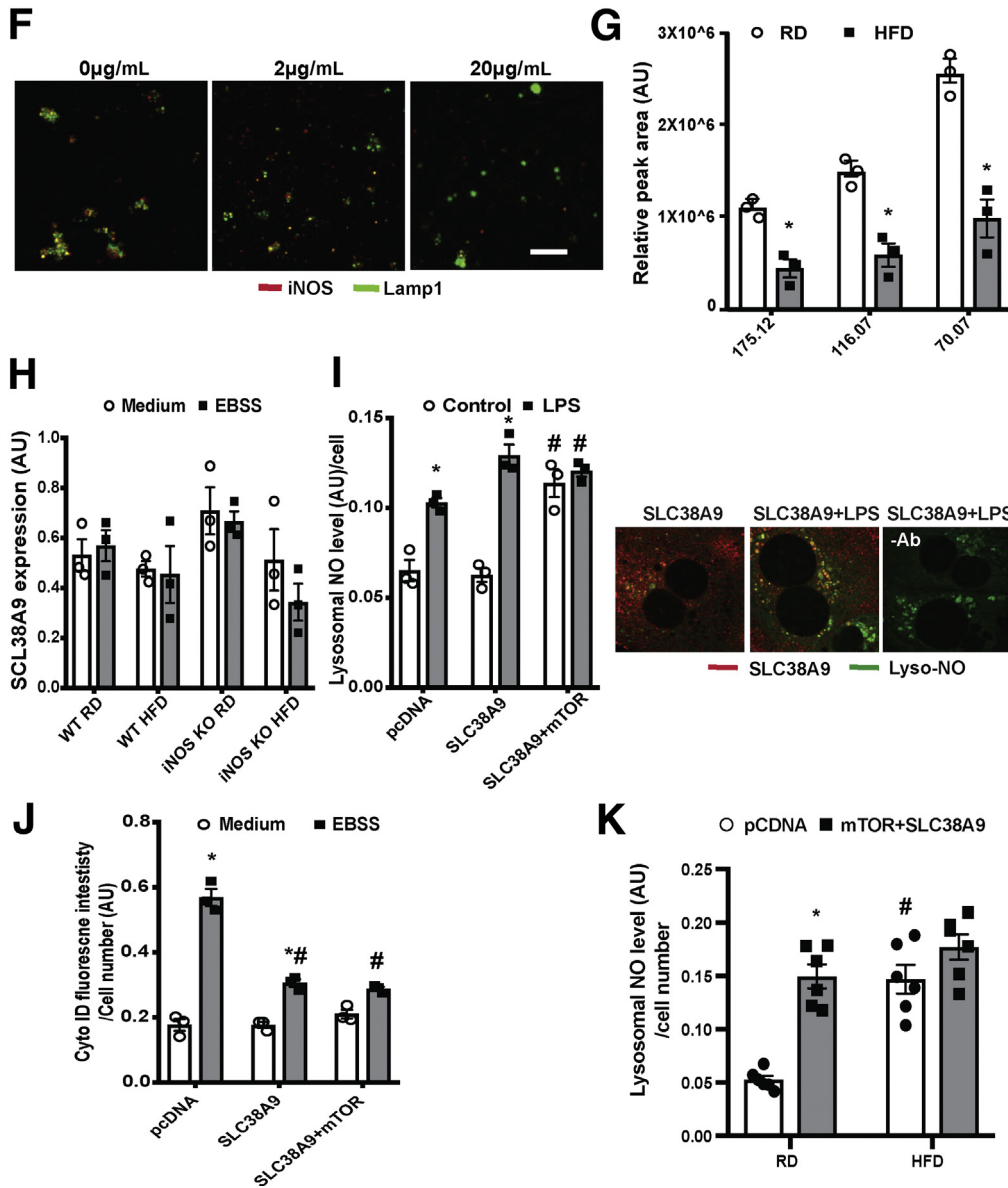 F
0µg/mL 2µg/mL 20µg/mL
iNOS Lamp1
G
RD HFD
Relative peak area (AU)
3X10^6
2X10^6
1X10^6
0
* * *
175.12 116.07 70.07
H
Medium EBSS
SCL38A9 expression (AU)
1.0
0.8
0.6
0.4
0.2
0.0
WT RD WT HFD iNOS KO RD iNOS KO HFD
I
Control LPS
Lysosomal NO level (AU)/cell
0.15
0.10
0.05
0.00
* * # #
pcDNA SLC38A9 SLC38A9+mTOR
SLC38A9 SLC38A9+LPS SLC38A9+LPS
-Ab
SLC38A9 Lyso-NO
J
Medium EBSS
Cyto ID fluorescne intestisty
/Cell number (AU)
0.8
0.6
0.4
0.2
0.0
* *# #
pcDNA SLC38A9 SLC38A9+mTOR
K
pCDNA mTOR+SLC38A9
Lysosomal NO level (AU)
/cell number
0.25
0.20
0.15
0.10
0.05
0.00
* #
RD HFD